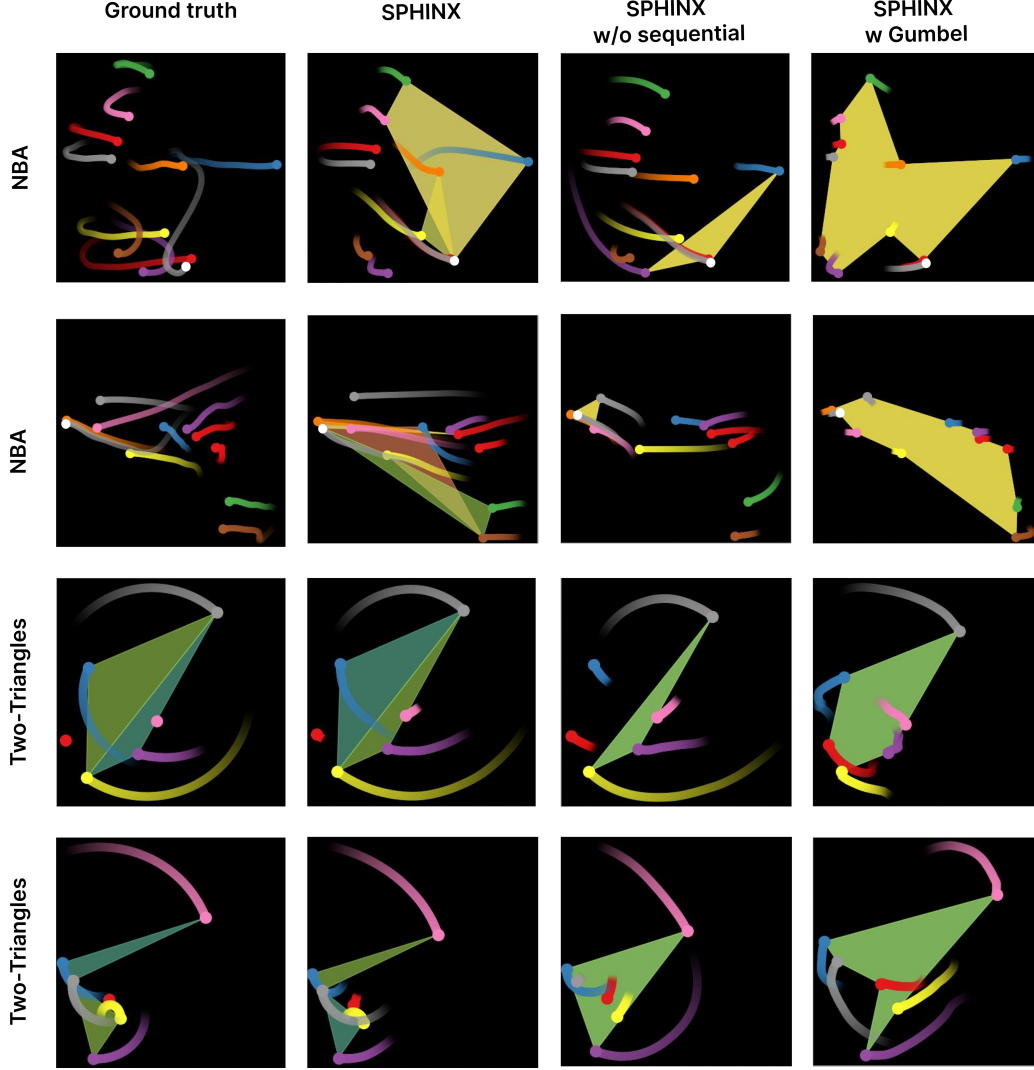 Ground truth
SPHINX
SPHINX
w/o sequential
SPHINX
w Gumbel
NBA
NBA
Two-Triangles
Two-Triangles